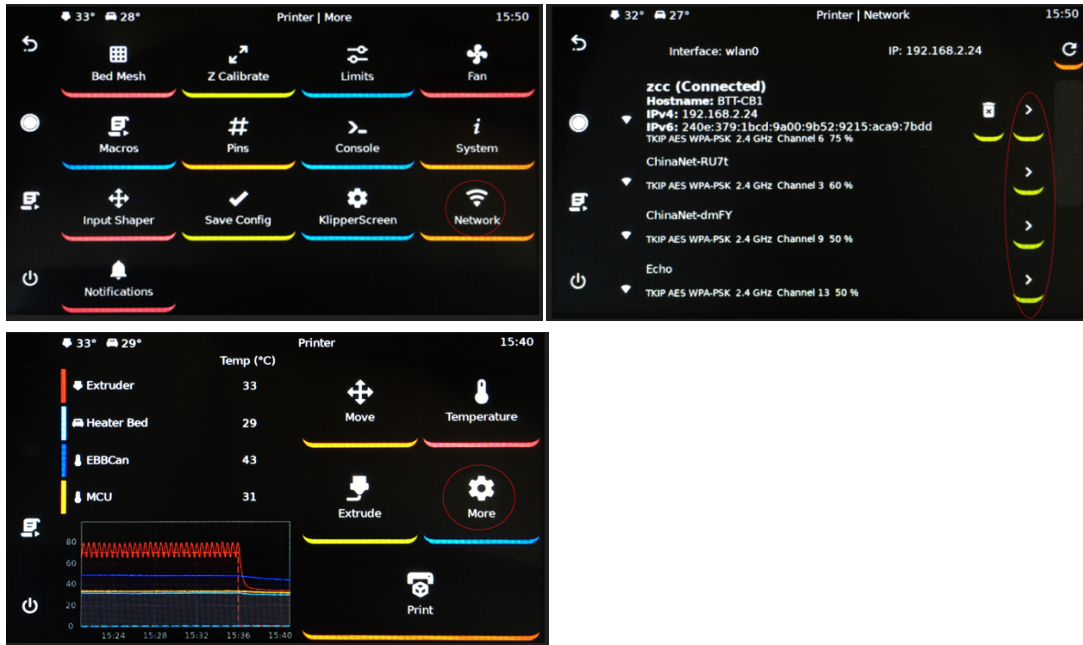 33° 28° Printer | More 15:50
Bed Mesh Z Calibrate Limits Fan
Macros Pins Console System
Input Shaper Save Config KlipperScreen Network
Notifications
32° 27° Printer | Network 15:50
Interface: wlan0 IP: 192.168.2.24
zcc (Connected)
Hostname: BTT-CB1
IPv4: 192.168.2.24
IPv6: 240e:379:1bcd:9a00:9b52:9215:aca9:7bdd
TKIP AES WPA-PSK 2.4 GHz Channel 6 75 %
ChinaNet-RU7t
TKIP AES WPA-PSK 2.4 GHz Channel 3 60 %
ChinaNet-dmFY
TKIP AES WPA-PSK 2.4 GHz Channel 9 50 %
Echo
TKIP AES WPA-PSK 2.4 GHz Channel 13 50 %
33° 29° Printer 15:40
Temp (°C)
Extruder 33
Heater Bed 29
EBBCan 43
MCU 31
Move Temperature
Extrude More
Print
80
60
40
20
0
15:24 15:28 15:32 15:36 15:40